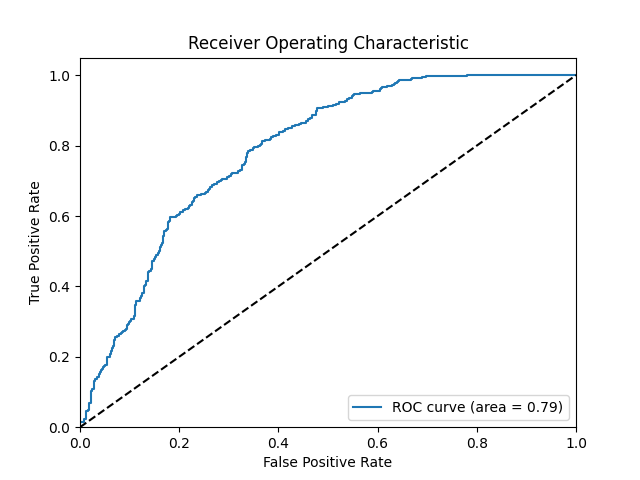 Receiver Operating Characteristic
True Positive Rate
1.0
0.8
0.6
0.4
0.2
0.0
ROC curve (area = 0.79)
0.0 0.2 0.4 0.6 0.8 1.0
False Positive Rate